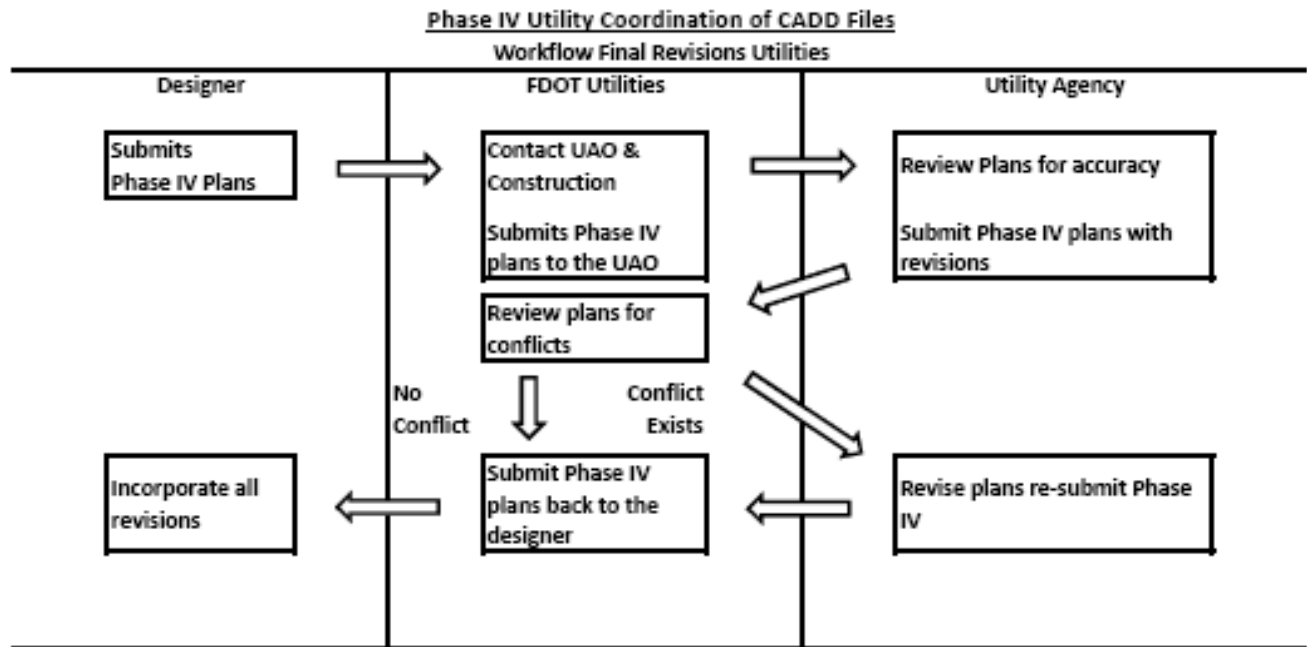 Phase IV Utility Coordination of CADD Files
Workflow Final Revisions Utilities
Designer
FDOT Utilities
Utility Agency
Submits
Phase IV Plans
Contact UAO &
Construction
Submits Phase IV
plans to the UAO
Review Plans for accuracy
Submit Phase IV plans with
revisions
Review plans for
conflicts
No
Conflict
Conflict
Exists
Incorporate all
revisions
Submit Phase IV
plans back to the
designer
Revise plans re-submit Phase
IV